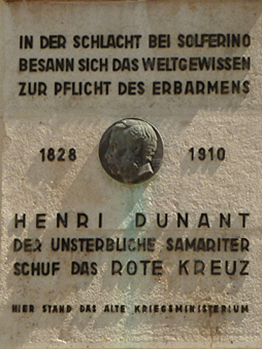 IN DER SCHLACHT BEI SOLFERINO
BESANN SICH DAS WELTGEWISSEN
ZUR PFLICHT DES ERBARMENS
1828 1910
HENRI DUNANT
DER UNSTERBLICHE SAMARITER
SCHUF DAS ROTE KREUZ
HIER STAND DAS ALTE KRIEGSMINISTERIUM